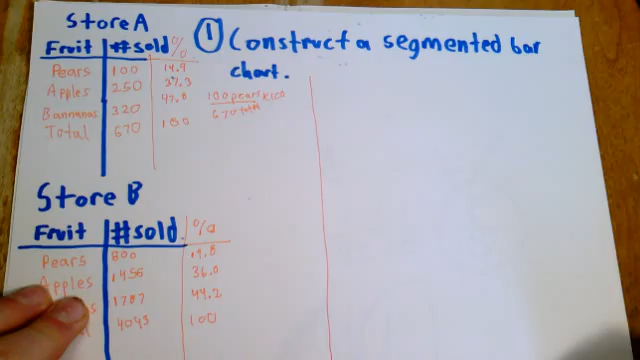 Store A
Fruit #sold %
Pears 100 14.9
Apples 250 37.3
Bannanas 320 47.8
Total 670 100
100 pears x100
670 total
① Construct a segmented bar
chart.
Store B
Fruit #sold %
Pears 800 19.8
Apples 1456 36.0
1787 44.2
4043 100